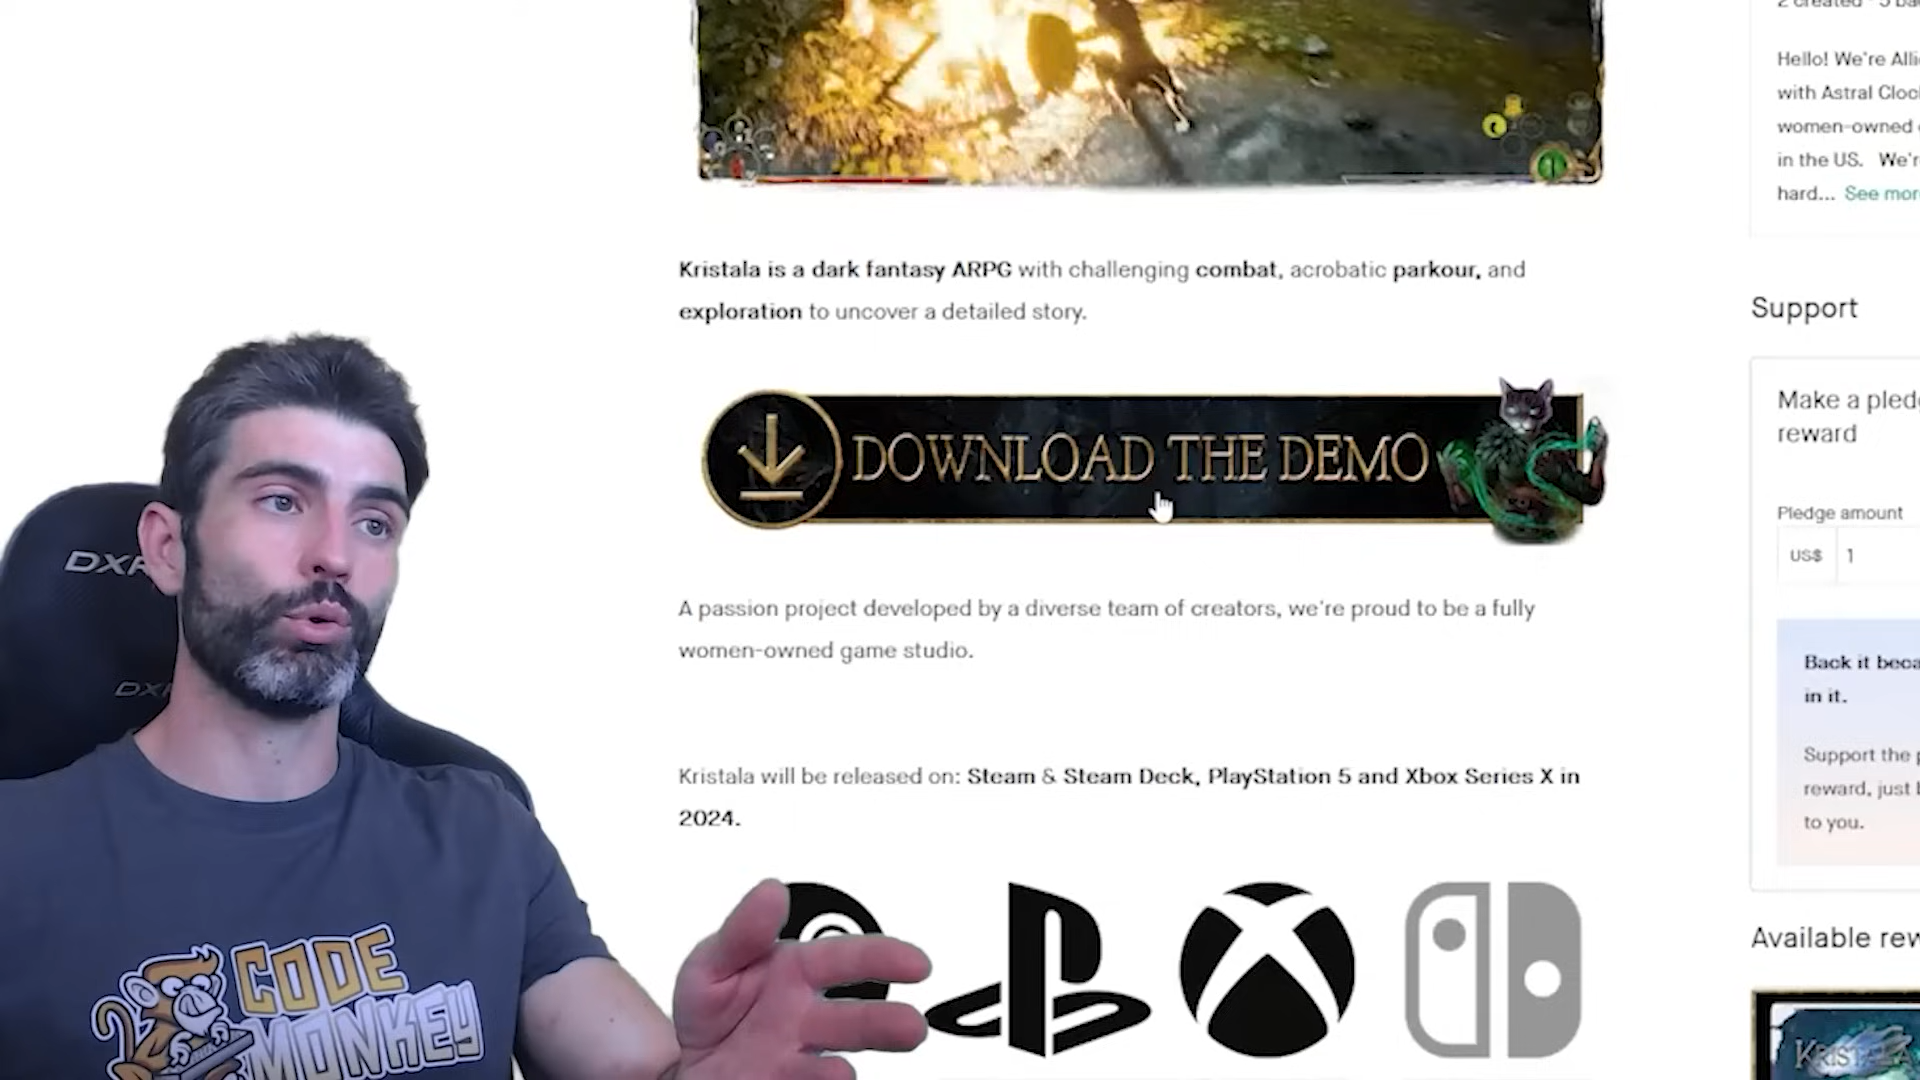 Hello! We're Alli
with Astral Cloc
women-owned
in the US. We'r
hard... See mor
Kristala is a dark fantasy ARPG with challenging combat, acrobatic parkour, and
exploration to uncover a detailed story.
Support
DOWNLOAD THE DEMO
Make a pled
reward
Pledge amount
US$ 1
A passion project developed by a diverse team of creators, we're proud to be a fully
women-owned game studio.
Back it beca
in it.
Support the p
reward, just b
to you.
Kristala will be released on: Steam & Steam Deck, PlayStation 5 and Xbox Series X in
2024.
Available rew
DXR
DX
CODE
MONKEY